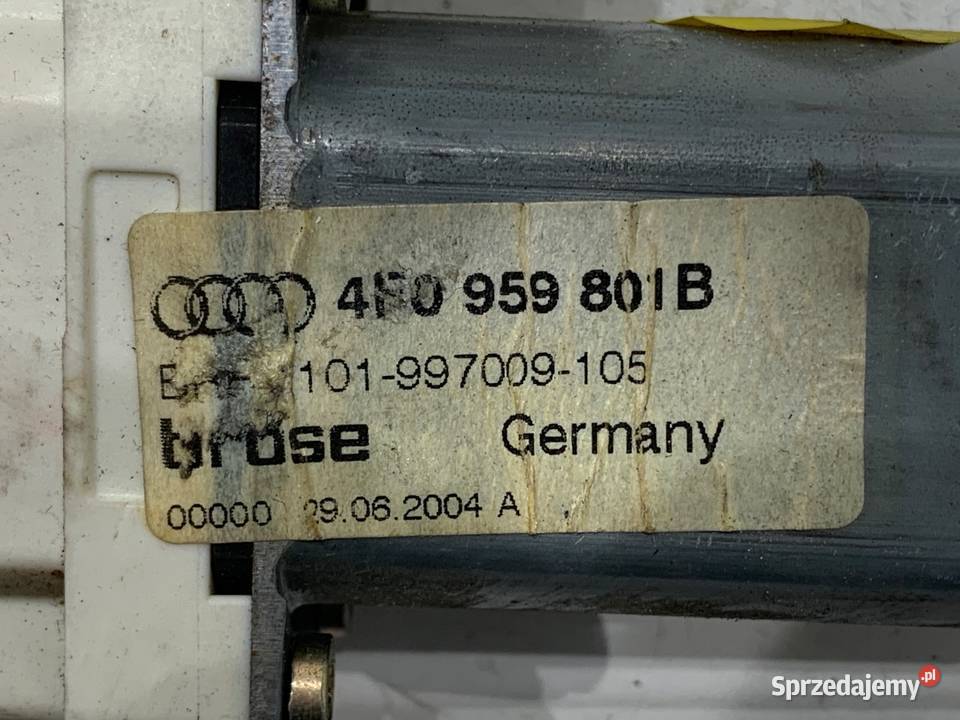 4F0 959 801B
101-997009-105
brose Germany
00000 29.06.2004 A
Sprzedajemy.pl